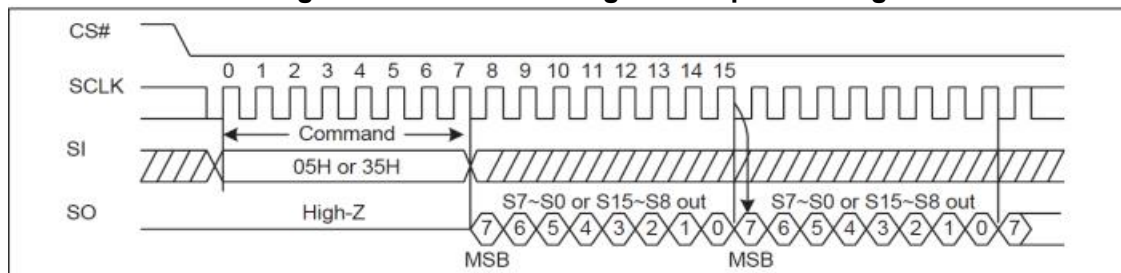 CS#
0 1 2 3 4 5 6 7 8 9 10 11 12 13 14 15
SCLK
Command
SI
05H or 35H
S7~S0 or S15~S8 out S7~S0 or S15~S8 out
SO High-Z
7 6 5 4 3 2 1 0 7 6 5 4 3 2 1 0 7
MSB MSB